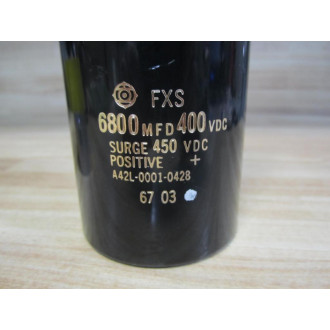 FXS
6800 MFD 400 VDC
SURGE 450 VDC
POSITIVE +
A42L-0001-0428
67 03